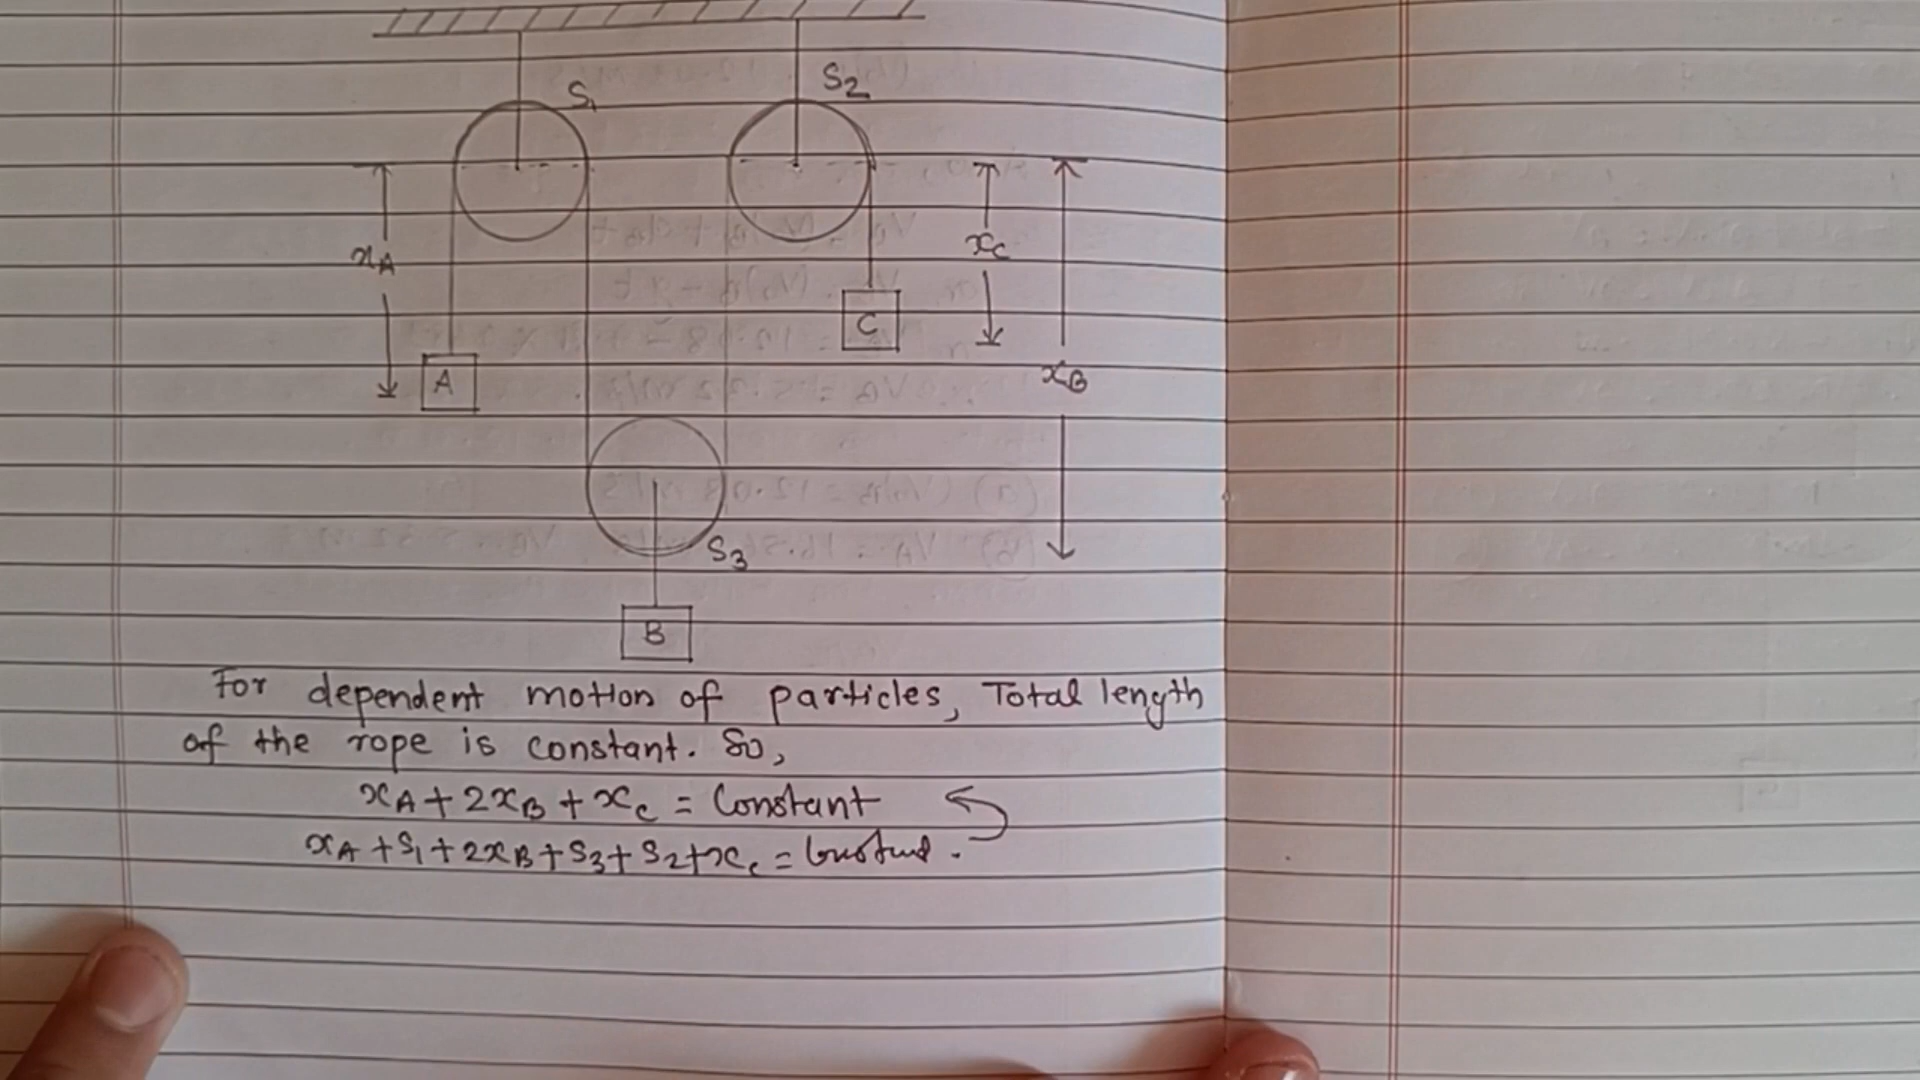 S1
S2
xA
xC
C
A
xB
S3
B
For dependent motion of particles, Total length
of the rope is constant. So,
xA + 2xB + xC = Constant
xA + S1 + 2xB + S3 + S2 + xC = Constant.